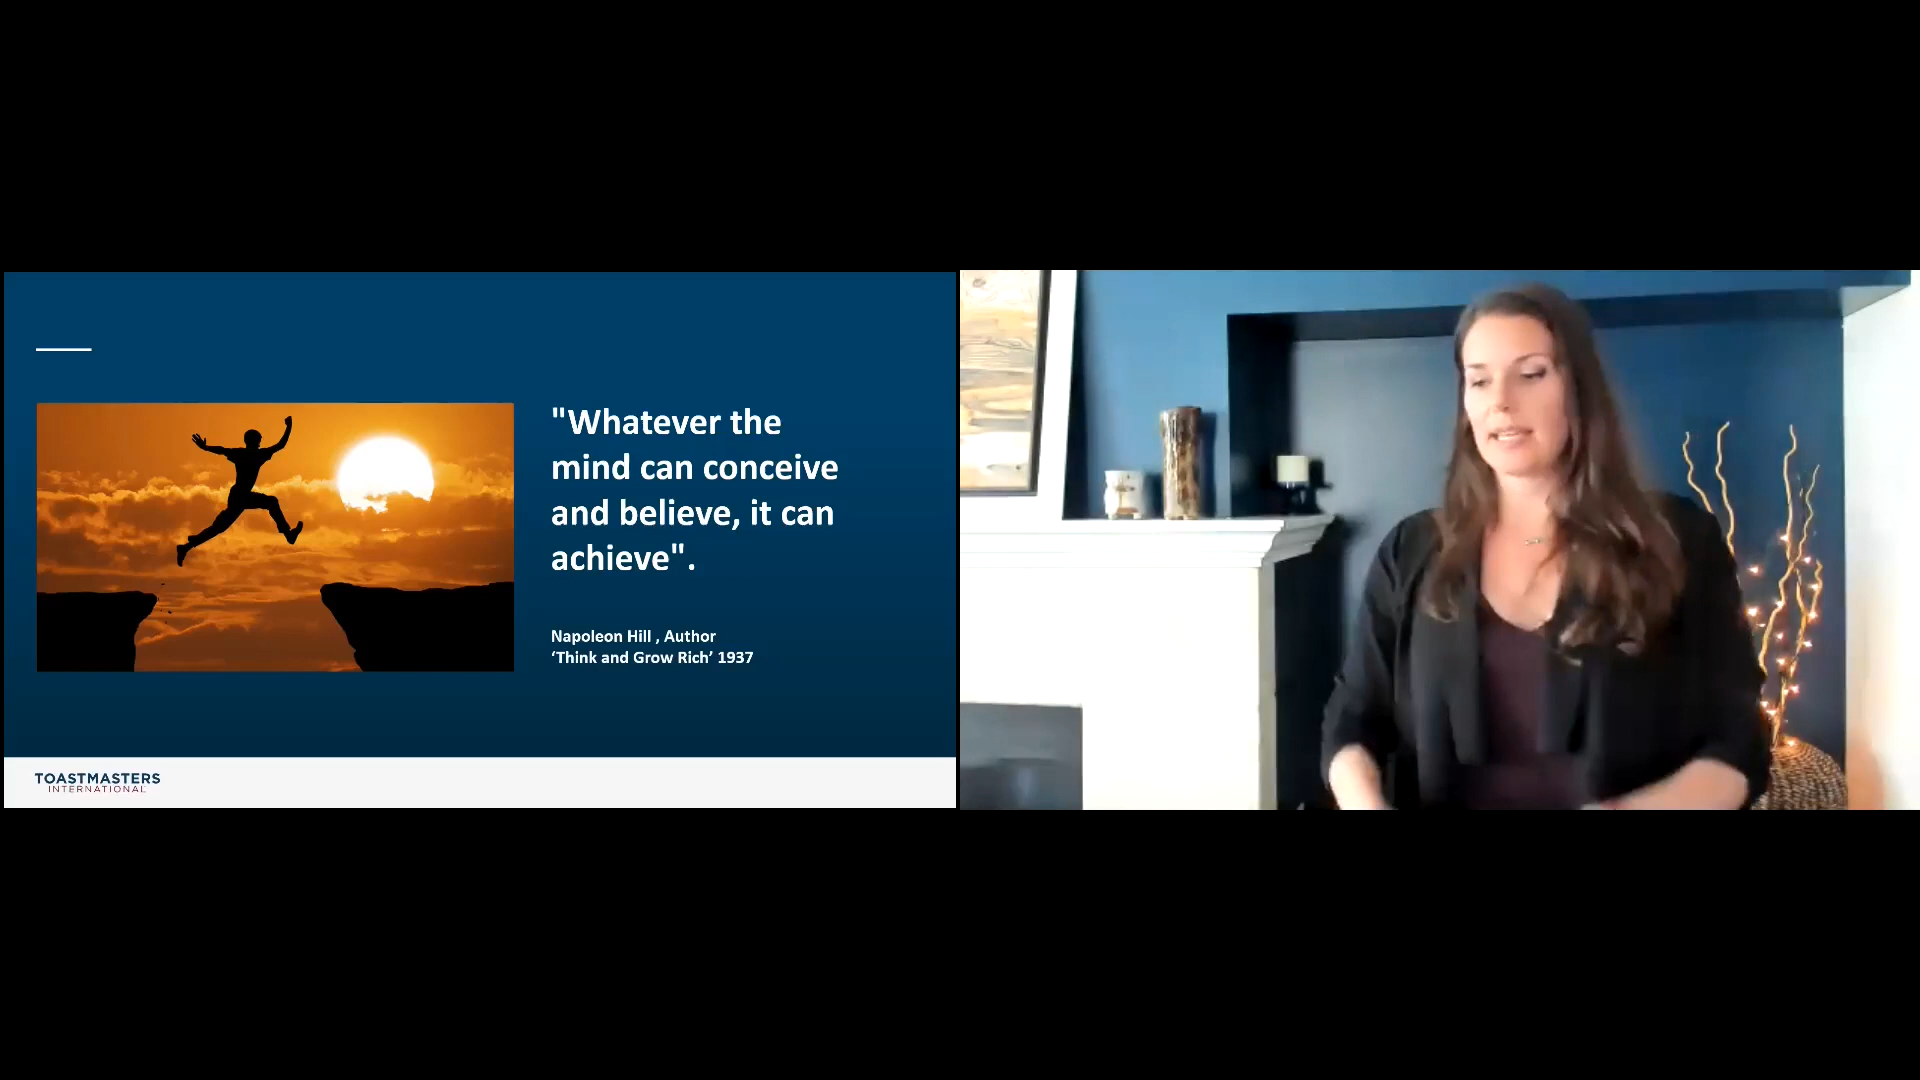 "Whatever the
mind can conceive
and believe, it can
achieve".
Napoleon Hill , Author
‘Think and Grow Rich’ 1937
TOASTMASTERS
INTERNATIONAL